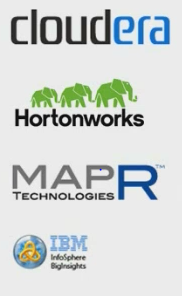 cloudera
Hortonworks
MAPR™
TECHNOLOGIES
IBM
InfoSphere
BigInsights